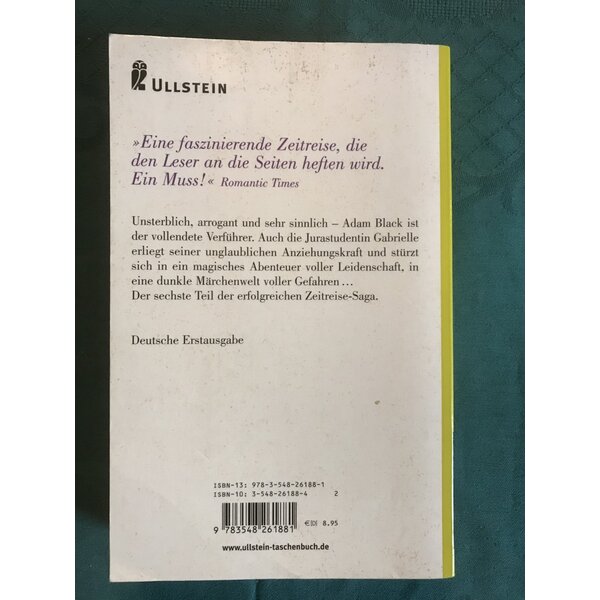 ULLSTEIN
»Eine faszinierende Zeitreise, die
den Leser an die Seiten heften wird.
Ein Muss!« Romantic Times
Unsterblich, arrogant und sehr sinnlich – Adam Black ist
der vollendete Verführer. Auch die Jurastudentin Gabrielle
erliegt seiner unglaublichen Anziehungskraft und stürzt
sich in ein magisches Abenteuer voller Leidenschaft, in
eine dunkle Märchenwelt voller Gefahren ...
Der sechste Teil der erfolgreichen Zeitreise-Saga.
Deutsche Erstausgabe
ISBN-13: 978-3-548-26188-1
ISBN-10: 3-548-26188-4 2
9 783548 261881 €[D] 8.95
www.ullstein-taschenbuch.de